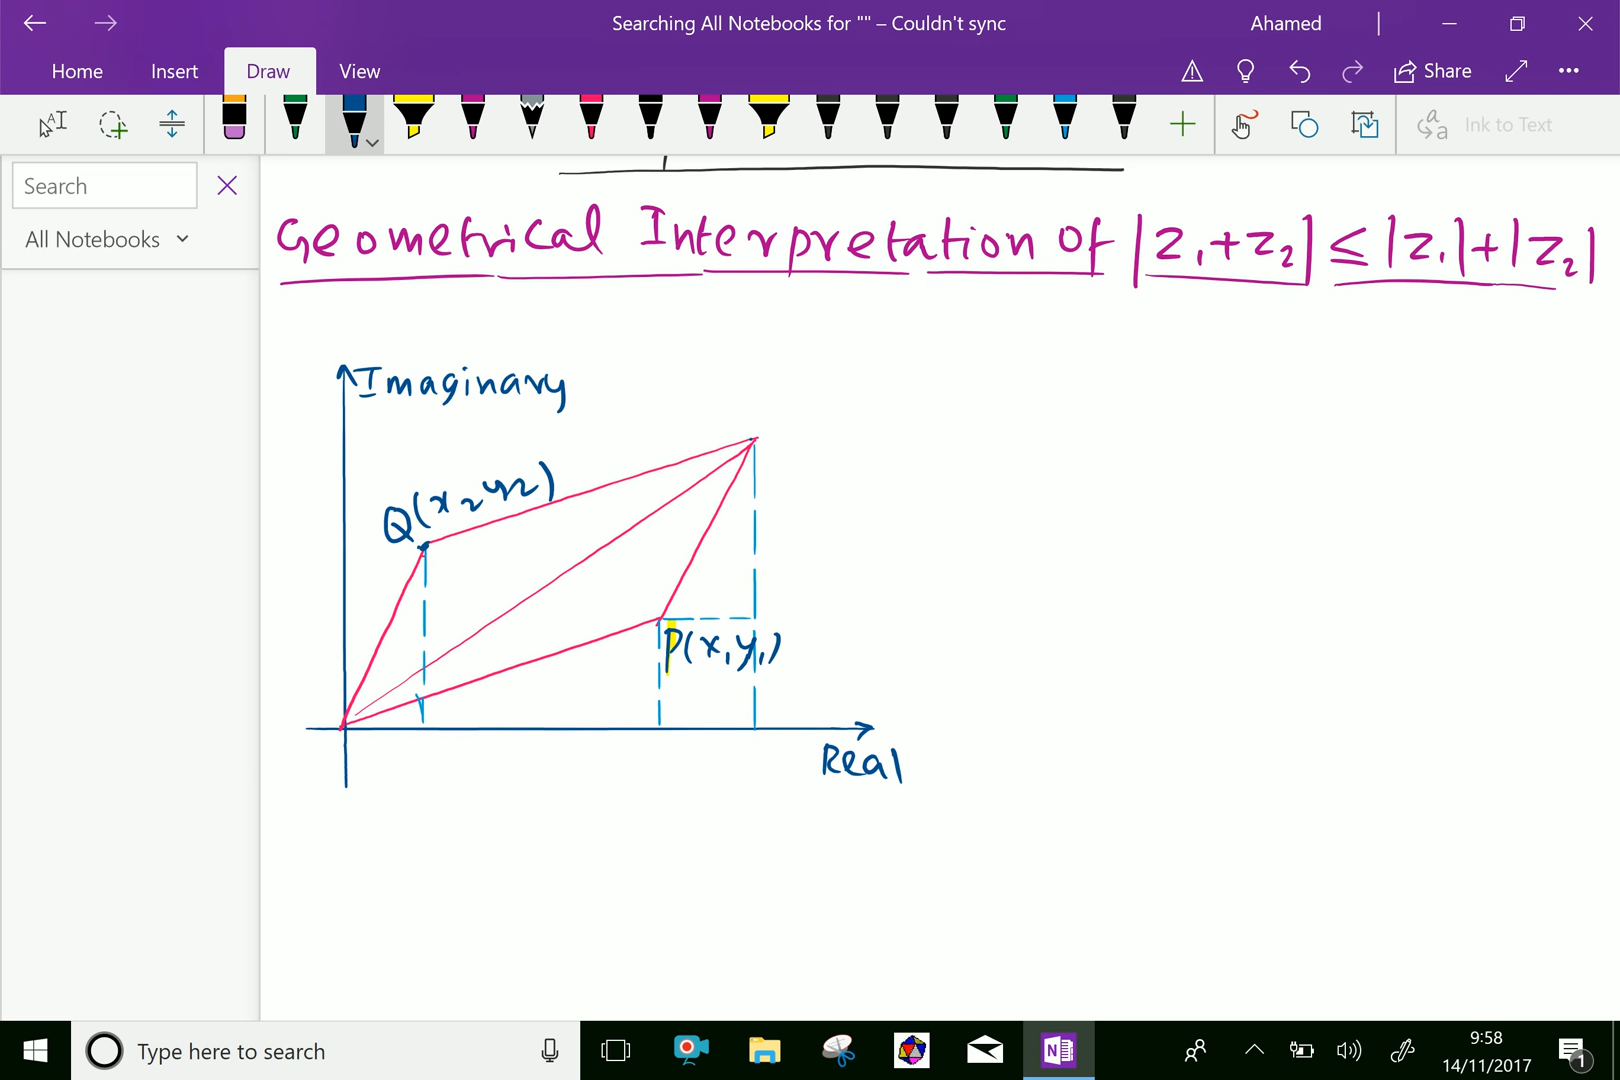 Searching All Notebooks for "" – Couldn't sync
Ahamed
Home Insert Draw View
Share
Ink to Text
Search
All Notebooks
Geometrical Interpretation of |z₁+z₂| ≤ |z₁|+|z₂|
Imaginary
Q(x₂ y₂)
P(x₁ y₁)
Real
Type here to search
9:58
14/11/2017
1